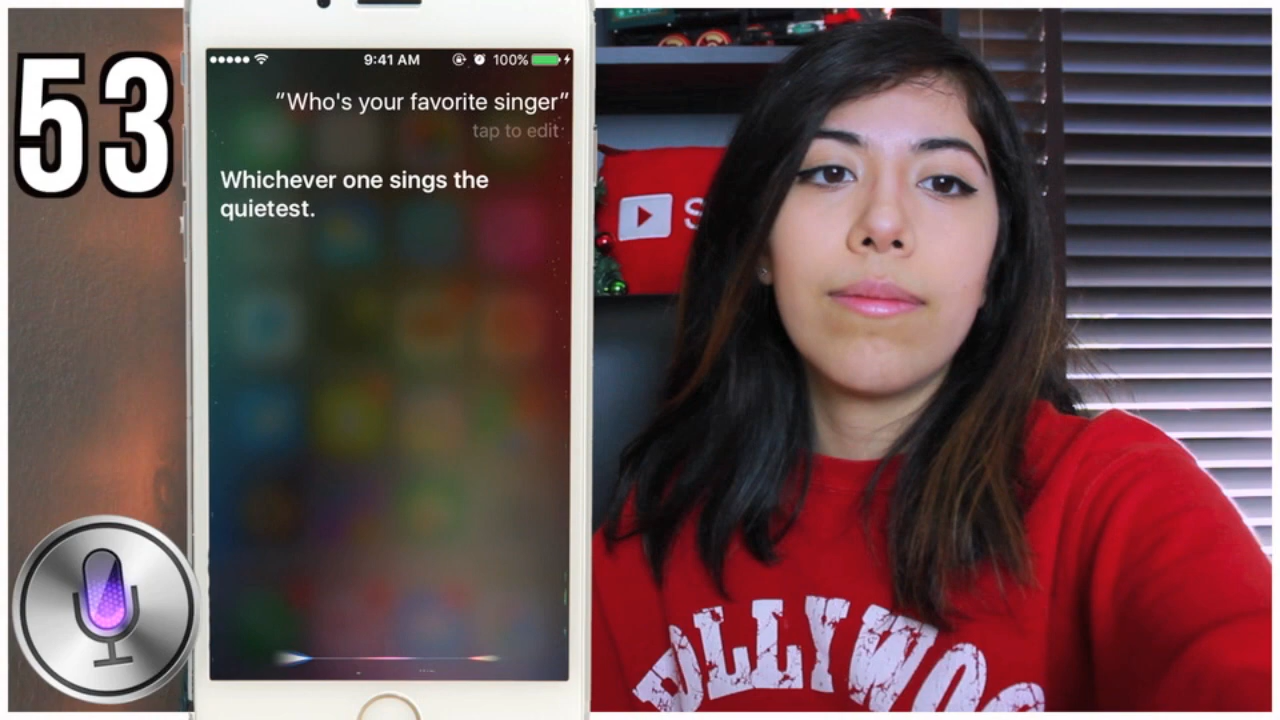 53
9:41 AM
100%
"Who's your favorite singer"
tap to edit
Whichever one sings the
quietest.